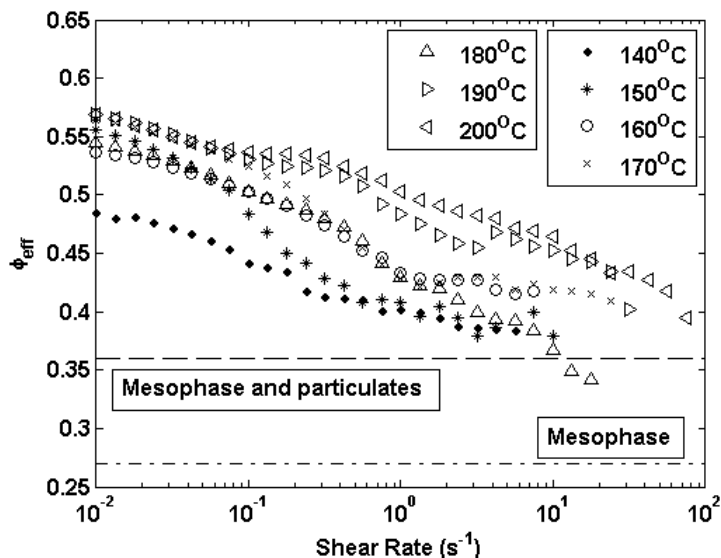 0.65
0.6
0.55
0.5
0.45
0.4
0.35
0.3
0.25
ϕeff
180°C
190°C
200°C
140°C
150°C
160°C
170°C
Mesophase and particulates
Mesophase
10⁻² 10⁻¹ 10⁰ 10¹ 10²
Shear Rate (s⁻¹)